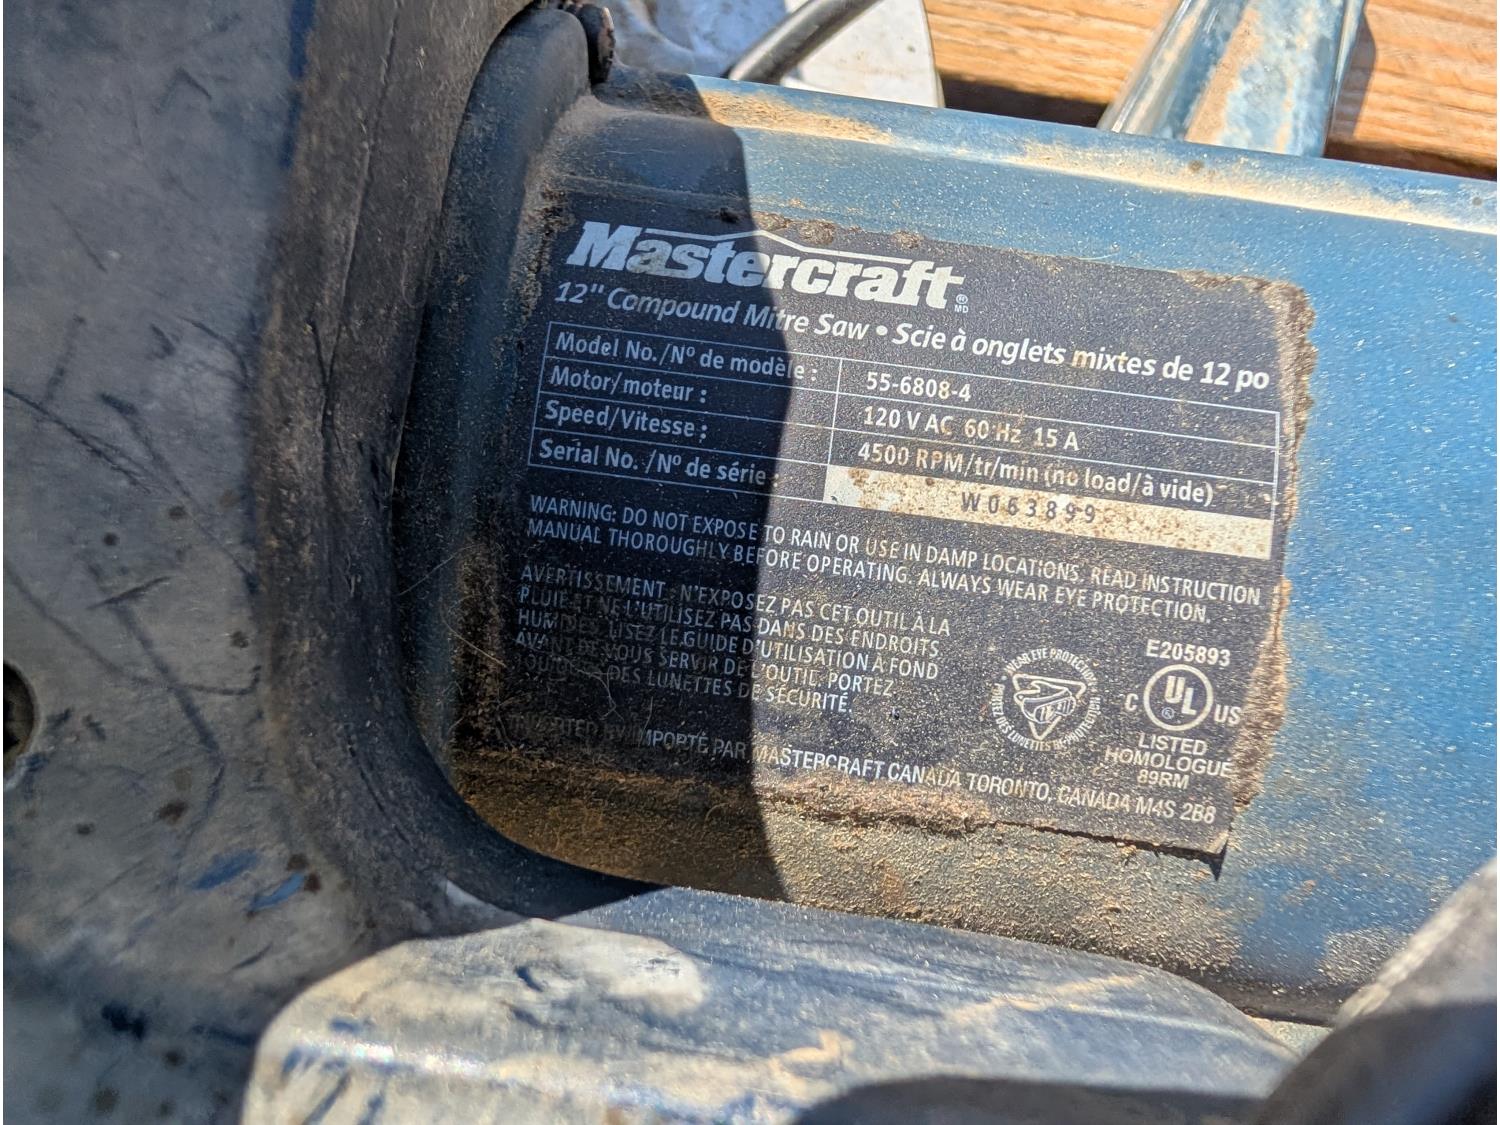 Mastercraft ® MD
12" Compound Mitre Saw • Scie à onglets mixtes de 12 po
Model No./Nº de modèle : 55-6808-4
Motor/moteur : 120 V AC 60 Hz 15 A
Speed/Vitesse : 4500 RPM/tr/min (no load/à vide)
Serial No./Nº de série : W063899
WARNING: DO NOT EXPOSE TO RAIN OR USE IN DAMP LOCATIONS. READ INSTRUCTION
MANUAL THOROUGHLY BEFORE OPERATING. ALWAYS WEAR EYE PROTECTION.
AVERTISSEMENT : N'EXPOSEZ PAS CET OUTIL À LA
PLUIE ET NE L'UTILISEZ PAS DANS DES ENDROITS
HUMIDES. LISEZ LE GUIDE D'UTILISATION À FOND
AVANT DE VOUS SERVIR DE L'OUTIL. PORTEZ
TOUJOURS DES LUNETTES DE SÉCURITÉ.
WEAR EYE PROTECTION
PORTEZ DES LUNETTES DE PROTECTION
E205893
C UL US
LISTED
HOMOLOGUÉ
89RM
BY IMPORTÉ PAR MASTERCRAFT CANADA TORONTO, CANADA M4S 2B8